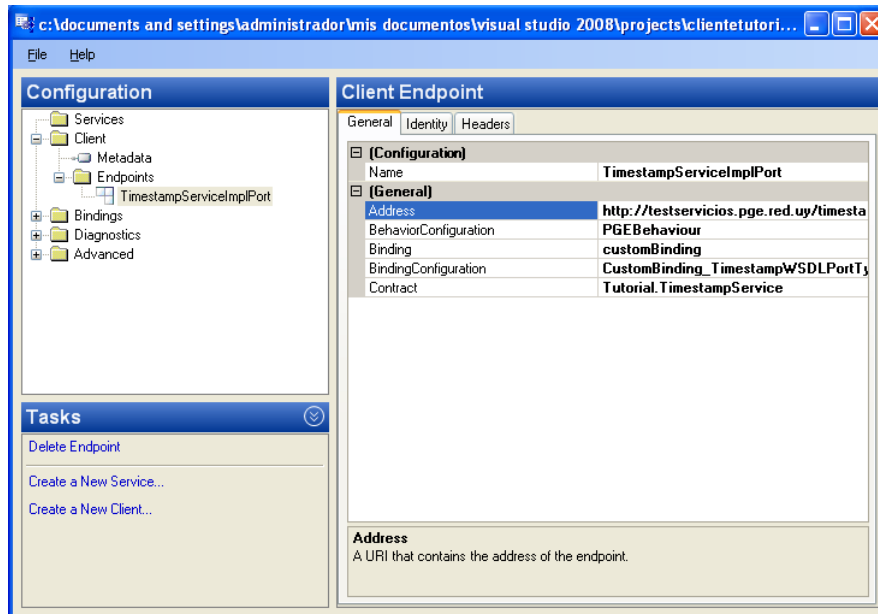 c:\documents and settings\administrador\mis documentos\visual studio 2008\projects\clientetutori...
File Help
Configuration
Services
Client
Metadata
Endpoints
TimestampServiceImplPort
Bindings
Diagnostics
Advanced
Tasks
Delete Endpoint
Create a New Service...
Create a New Client...
Client Endpoint
General Identity Headers
(Configuration)
Name TimestampServiceImplPort
(General)
Address http://testservicios.pge.red.uy/timesta
BehaviorConfiguration PGEBehaviour
Binding customBinding
BindingConfiguration CustomBinding_TimestampWSDLPortTy
Contract Tutorial.TimestampService
Address
A URI that contains the address of the endpoint.